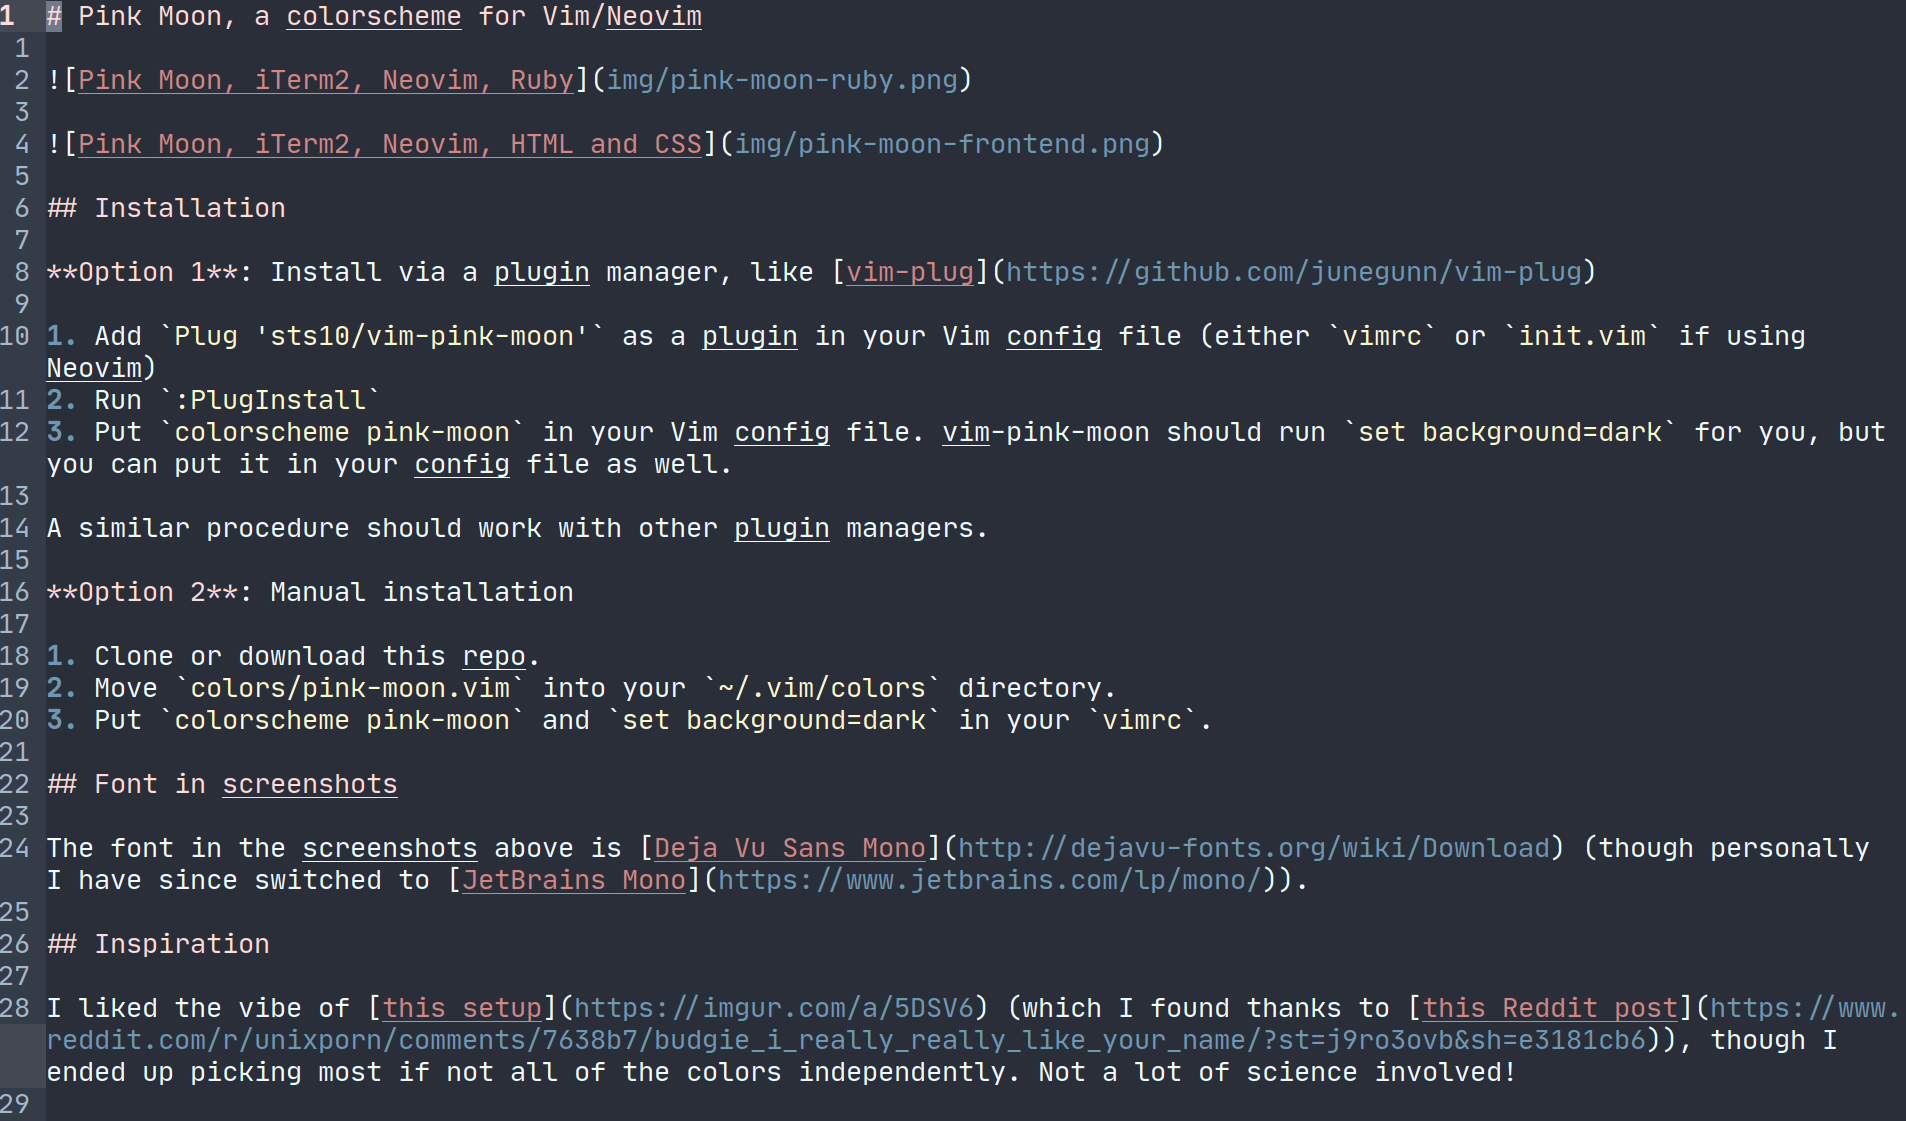 1 # Pink Moon, a colorscheme for Vim/Neovim
1
2 ![Pink Moon, iTerm2, Neovim, Ruby](img/pink-moon-ruby.png)
3
4 ![Pink Moon, iTerm2, Neovim, HTML and CSS](img/pink-moon-frontend.png)
5
6 ## Installation
7
8 **Option 1**: Install via a plugin manager, like [vim-plug](https://github.com/junegunn/vim-plug)
9
10 1. Add `Plug 'sts10/vim-pink-moon'` as a plugin in your Vim config file (either `vimrc` or `init.vim` if using
Neovim)
11 2. Run `:PlugInstall`
12 3. Put `colorscheme pink-moon` in your Vim config file. vim-pink-moon should run `set background=dark` for you, but
you can put it in your config file as well.
13
14 A similar procedure should work with other plugin managers.
15
16 **Option 2**: Manual installation
17
18 1. Clone or download this repo.
19 2. Move `colors/pink-moon.vim` into your `~/.vim/colors` directory.
20 3. Put `colorscheme pink-moon` and `set background=dark` in your `vimrc`.
21
22 ## Font in screenshots
23
24 The font in the screenshots above is [Deja Vu Sans Mono](http://dejavu-fonts.org/wiki/Download) (though personally
I have since switched to [JetBrains Mono](https://www.jetbrains.com/lp/mono/)).
25
26 ## Inspiration
27
28 I liked the vibe of [this setup](https://imgur.com/a/5DSV6) (which I found thanks to [this Reddit post](https://www.
reddit.com/r/unixporn/comments/7638b7/budgie_i_really_really_like_your_name/?st=j9ro3ovb&sh=e3181cb6)), though I
ended up picking most if not all of the colors independently. Not a lot of science involved!
29